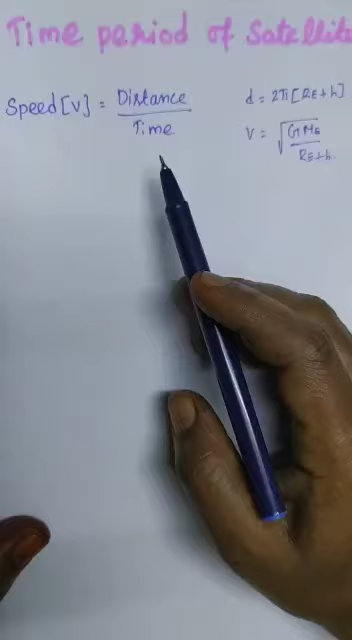 Time period of Satellite
Speed [v] = Distance / Time
d = 2π [RE+h]
V = √GME / RE+h